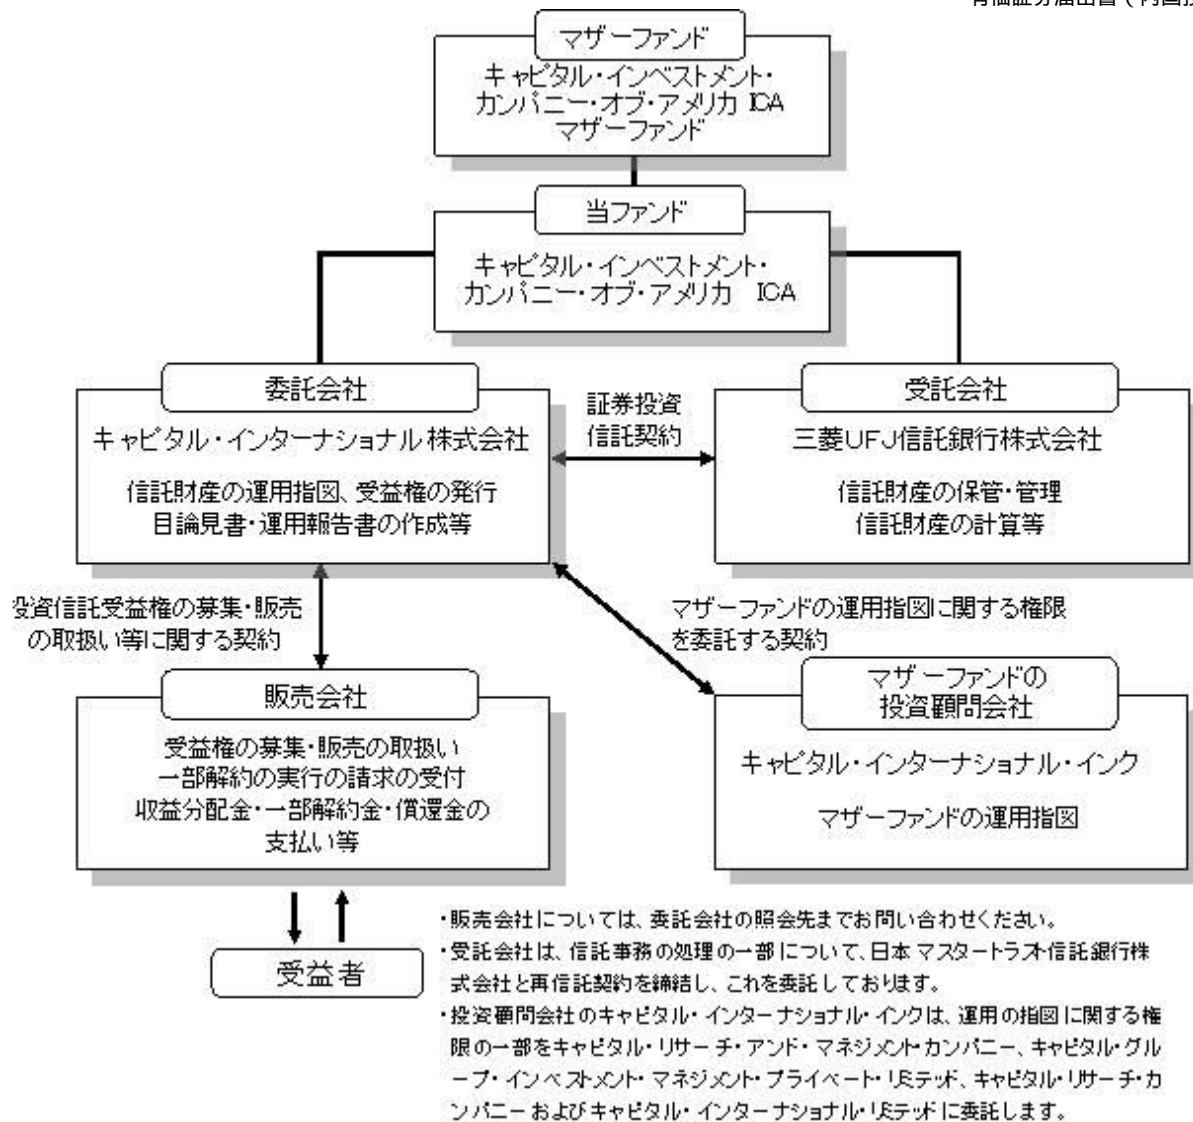 マザーファンド
キャピタル・インベストメント・
カンパニー・オブ・アメリカ ICA
マザーファンド
当ファンド
キャピタル・インベストメント・
カンパニー・オブ・アメリカ ICA
委託会社
キャピタル・インターナショナル株式会社
信託財産の運用指図、受益権の発行
目論見書・運用報告書の作成等
証券投資
信託契約
受託会社
三菱UFJ信託銀行株式会社
信託財産の保管・管理
信託財産の計算等
投資信託受益権の募集・販売
の取扱い等に関する契約
マザーファンドの運用指図に関する権限
を委託する契約
販売会社
受益権の募集・販売の取扱い
一部解約の実行の請求の受付
収益分配金・一部解約金・償還金の
支払い等
マザーファンドの
投資顧問会社
キャピタル・インターナショナル・インク
マザーファンドの運用指図
受益者
・販売会社については、委託会社の照会先までお問い合わせください。
・受託会社は、信託事務の処理の一部について、日本マスタートラスト信託銀行株
式会社と再信託契約を締結し、これを委託しております。
・投資顧問会社のキャピタル・インターナショナル・インクは、運用の指図に関する権
限の一部をキャピタル・リサーチ・アンド・マネジメント・カンパニー、キャピタル・グル
ープ・インベストメント・マネジメント・プライベート・リミテッド、キャピタル・リサーチ・カ
ンパニーおよびキャピタル・インターナショナル・リミテッドに委託します。